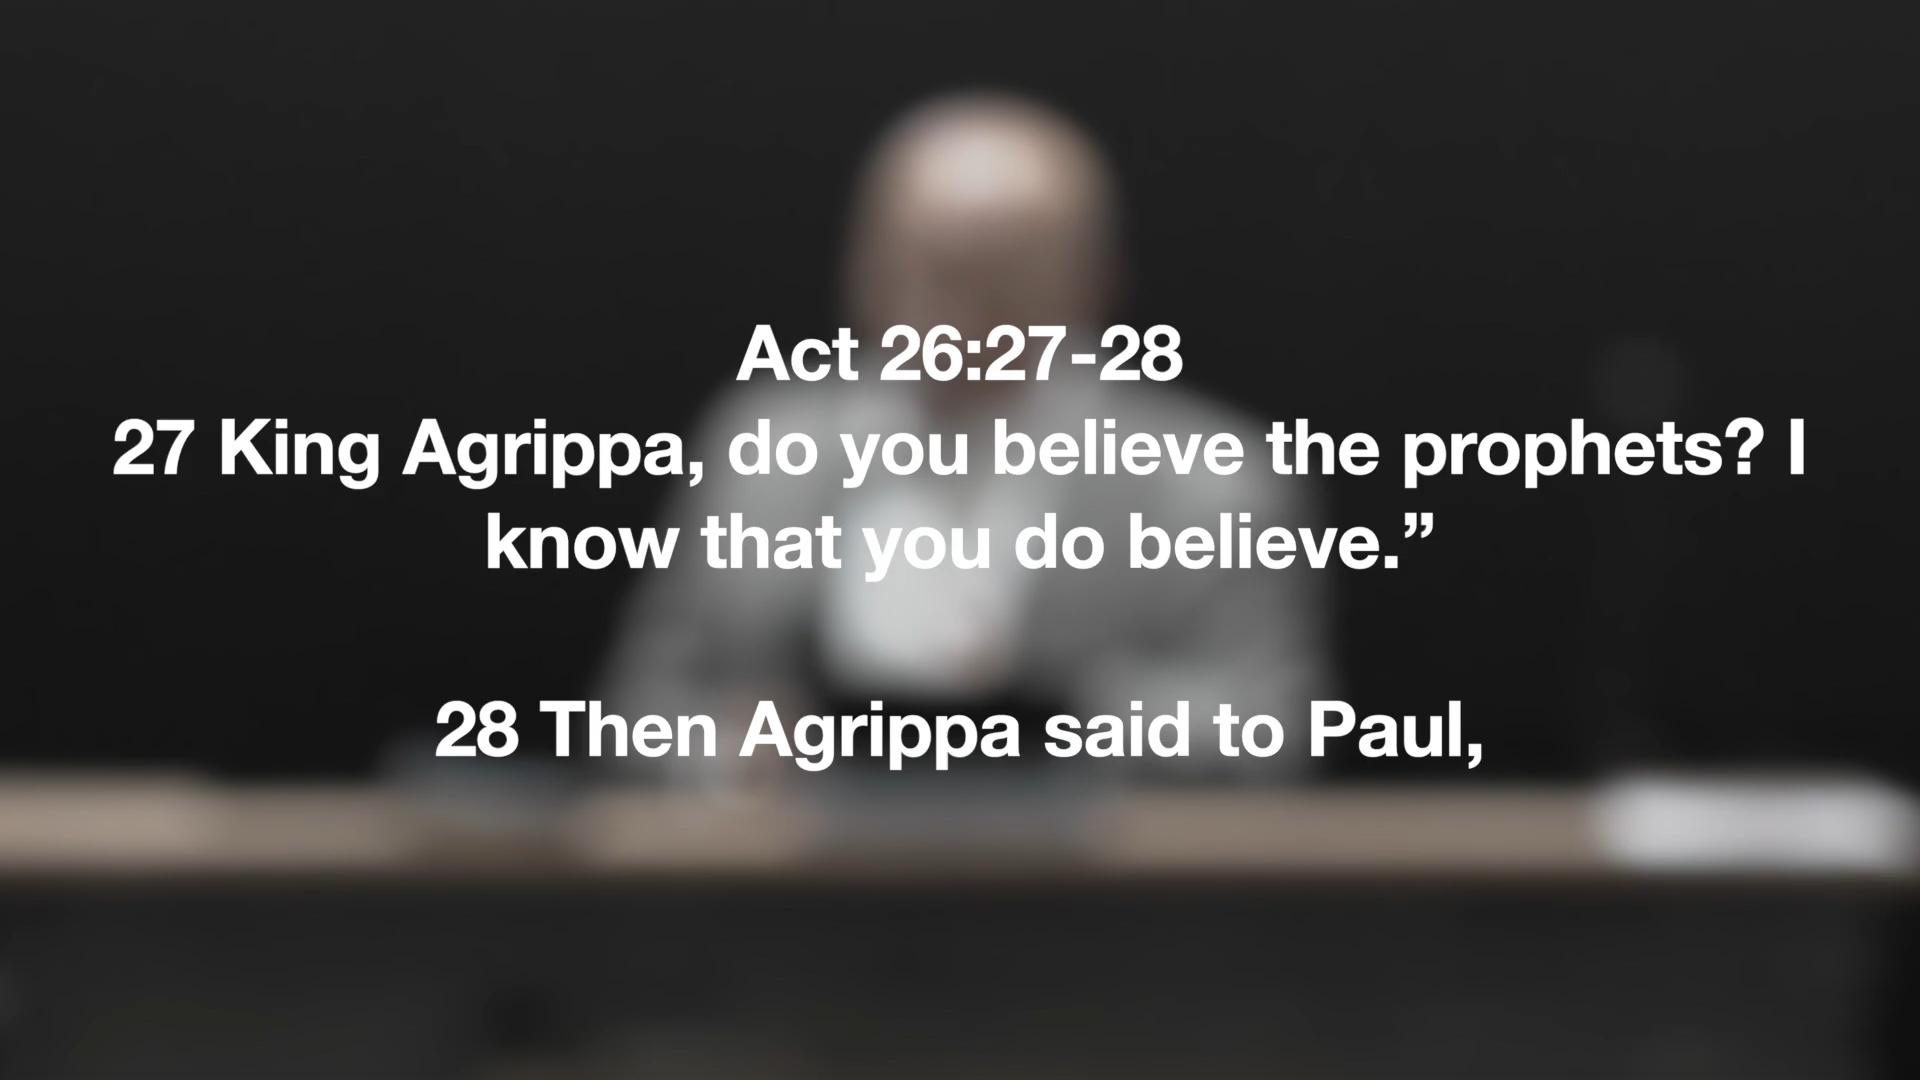 Act 26:27-28
27 King Agrippa, do you believe the prophets? I
know that you do believe.”
28 Then Agrippa said to Paul,